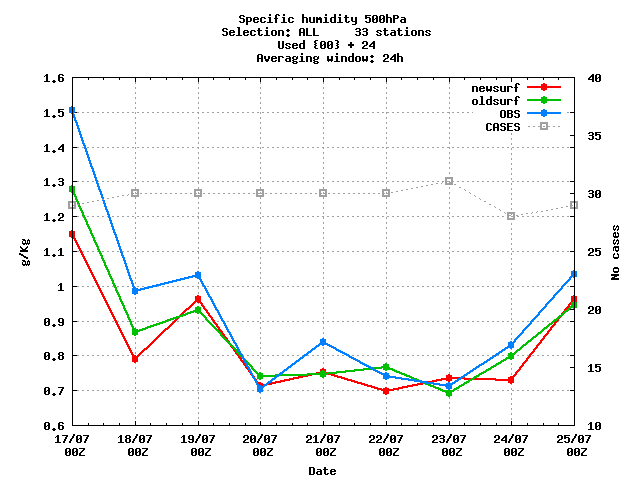 Specific humidity 500hPa
Selection: ALL     33 stations
Used {00} + 24
Averaging window: 24h
newsurf
oldsurf
OBS
CASES
1.6
1.5
1.4
1.3
1.2
1.1
1
0.9
0.8
0.7
0.6
g/Kg
40
35
30
25
20
15
10
No cases
17/07 18/07 19/07 20/07 21/07 22/07 23/07 24/07 25/07
00Z 00Z 00Z 00Z 00Z 00Z 00Z 00Z 00Z
Date